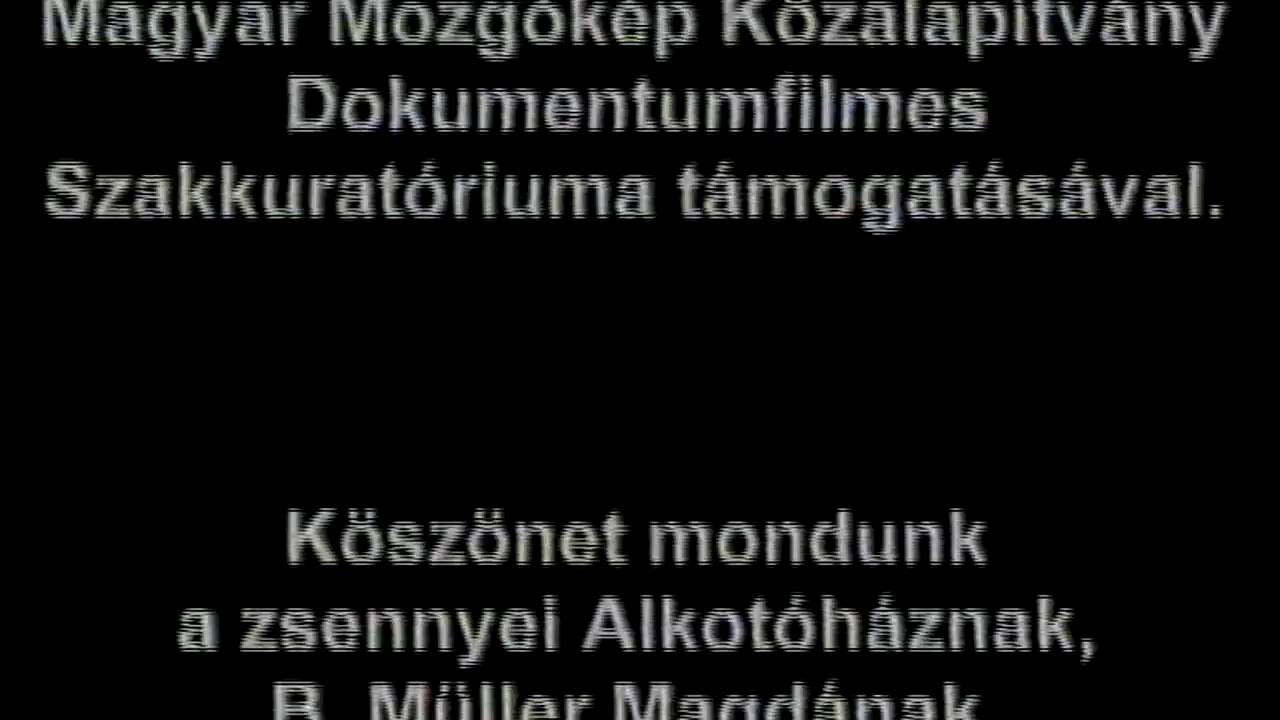 Magyar Mozgókép Közalapítvány
Dokumentumfilmes
Szakkuratóriuma támogatásával.
Köszönet mondunk
a zsennyei Alkotóháznak,
B. Müller Magdának